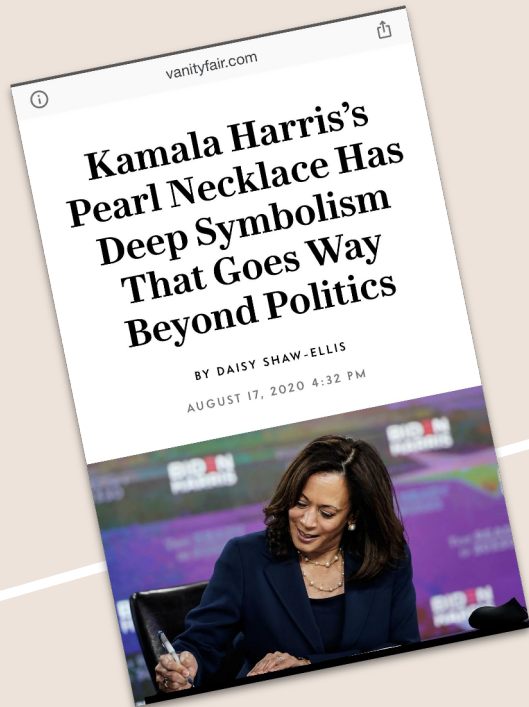 vanityfair.com
Kamala Harris’s
Pearl Necklace Has
Deep Symbolism
That Goes Way
Beyond Politics
BY DAISY SHAW-ELLIS
AUGUST 17, 2020 4:32 PM
BIDEN
HARRIS
BIDEN
HARRIS
BIDEN
HARRIS